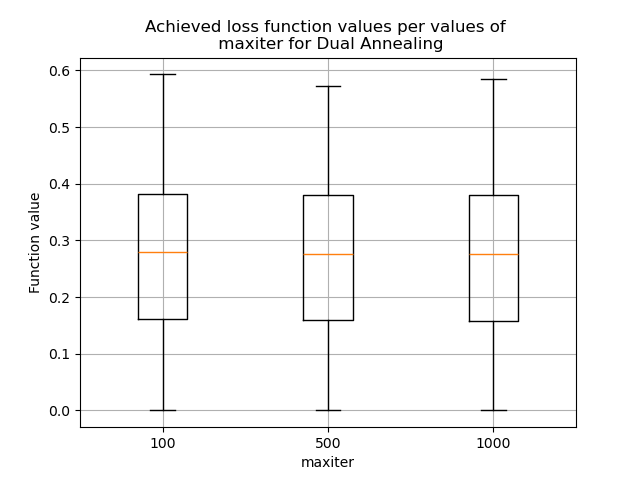 Achieved loss function values per values of
maxiter for Dual Annealing
Function value
0.6
0.5
0.4
0.3
0.2
0.1
0.0
100 500 1000
maxiter